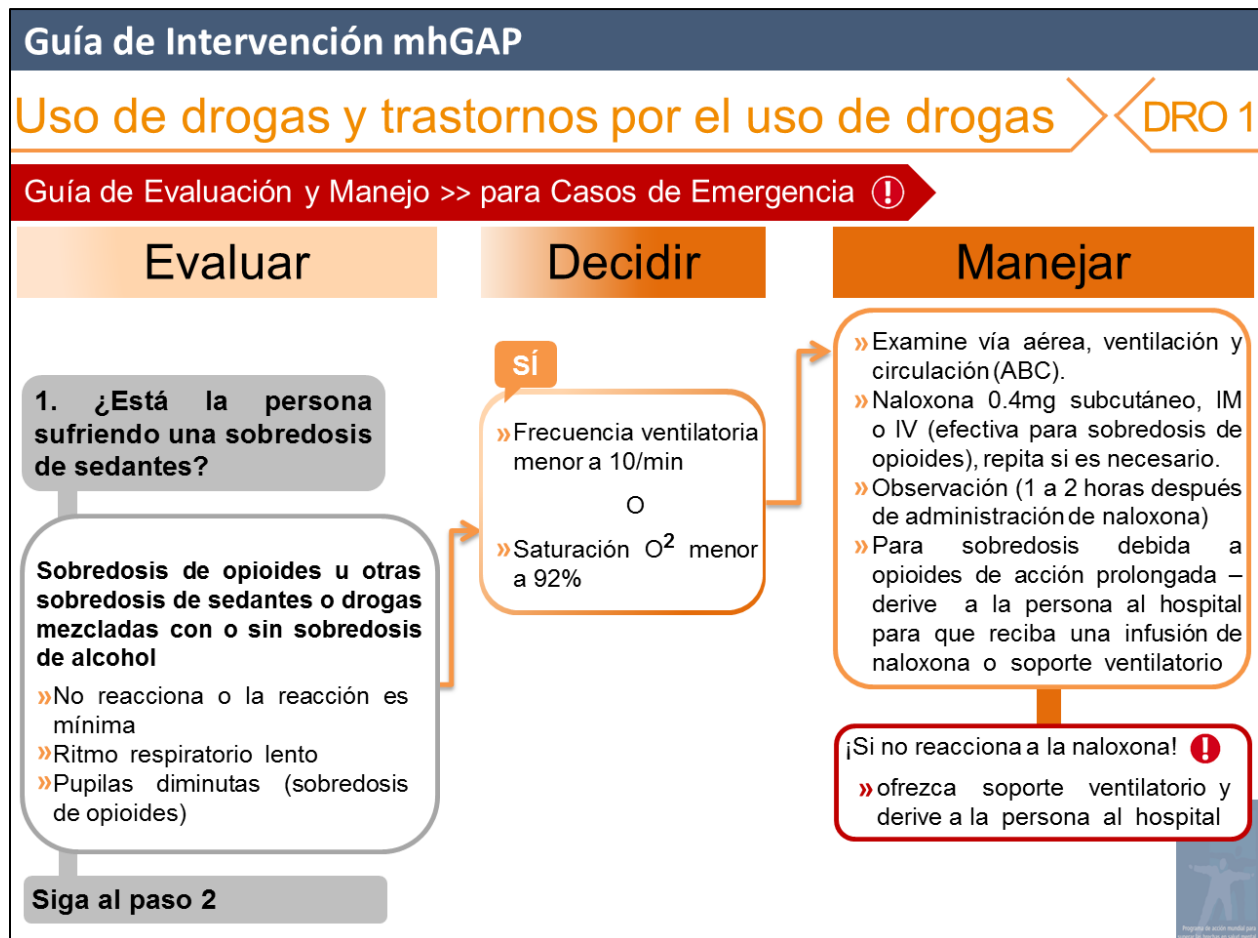 Guía de Intervención mhGAP
Uso de drogas y trastornos por el uso de drogas
DRO 1
Guía de Evaluación y Manejo >> para Casos de Emergencia !
Evaluar
1. ¿Está la persona
sufriendo una sobredosis
de sedantes?
Sobredosis de opioides u otras
sobredosis de sedantes o drogas
mezcladas con o sin sobredosis
de alcohol
» No reacciona o la reacción es
mínima
» Ritmo respiratorio lento
» Pupilas diminutas (sobredosis
de opioides)
Siga al paso 2
Decidir
SÍ
» Frecuencia ventilatoria
menor a 10/min
O
» Saturación O² menor
a 92%
Manejar
» Examine vía aérea, ventilación y
circulación (ABC).
» Naloxona 0.4mg subcutáneo, IM
o IV (efectiva para sobredosis de
opioides), repita si es necesario.
» Observación (1 a 2 horas después
de administración de naloxona)
» Para sobredosis debida a
opioides de acción prolongada –
derive a la persona al hospital
para que reciba una infusión de
naloxona o soporte ventilatorio
¡Si no reacciona a la naloxona! !
» ofrezca soporte ventilatorio y
derive a la persona al hospital
Programa de acción mundial para